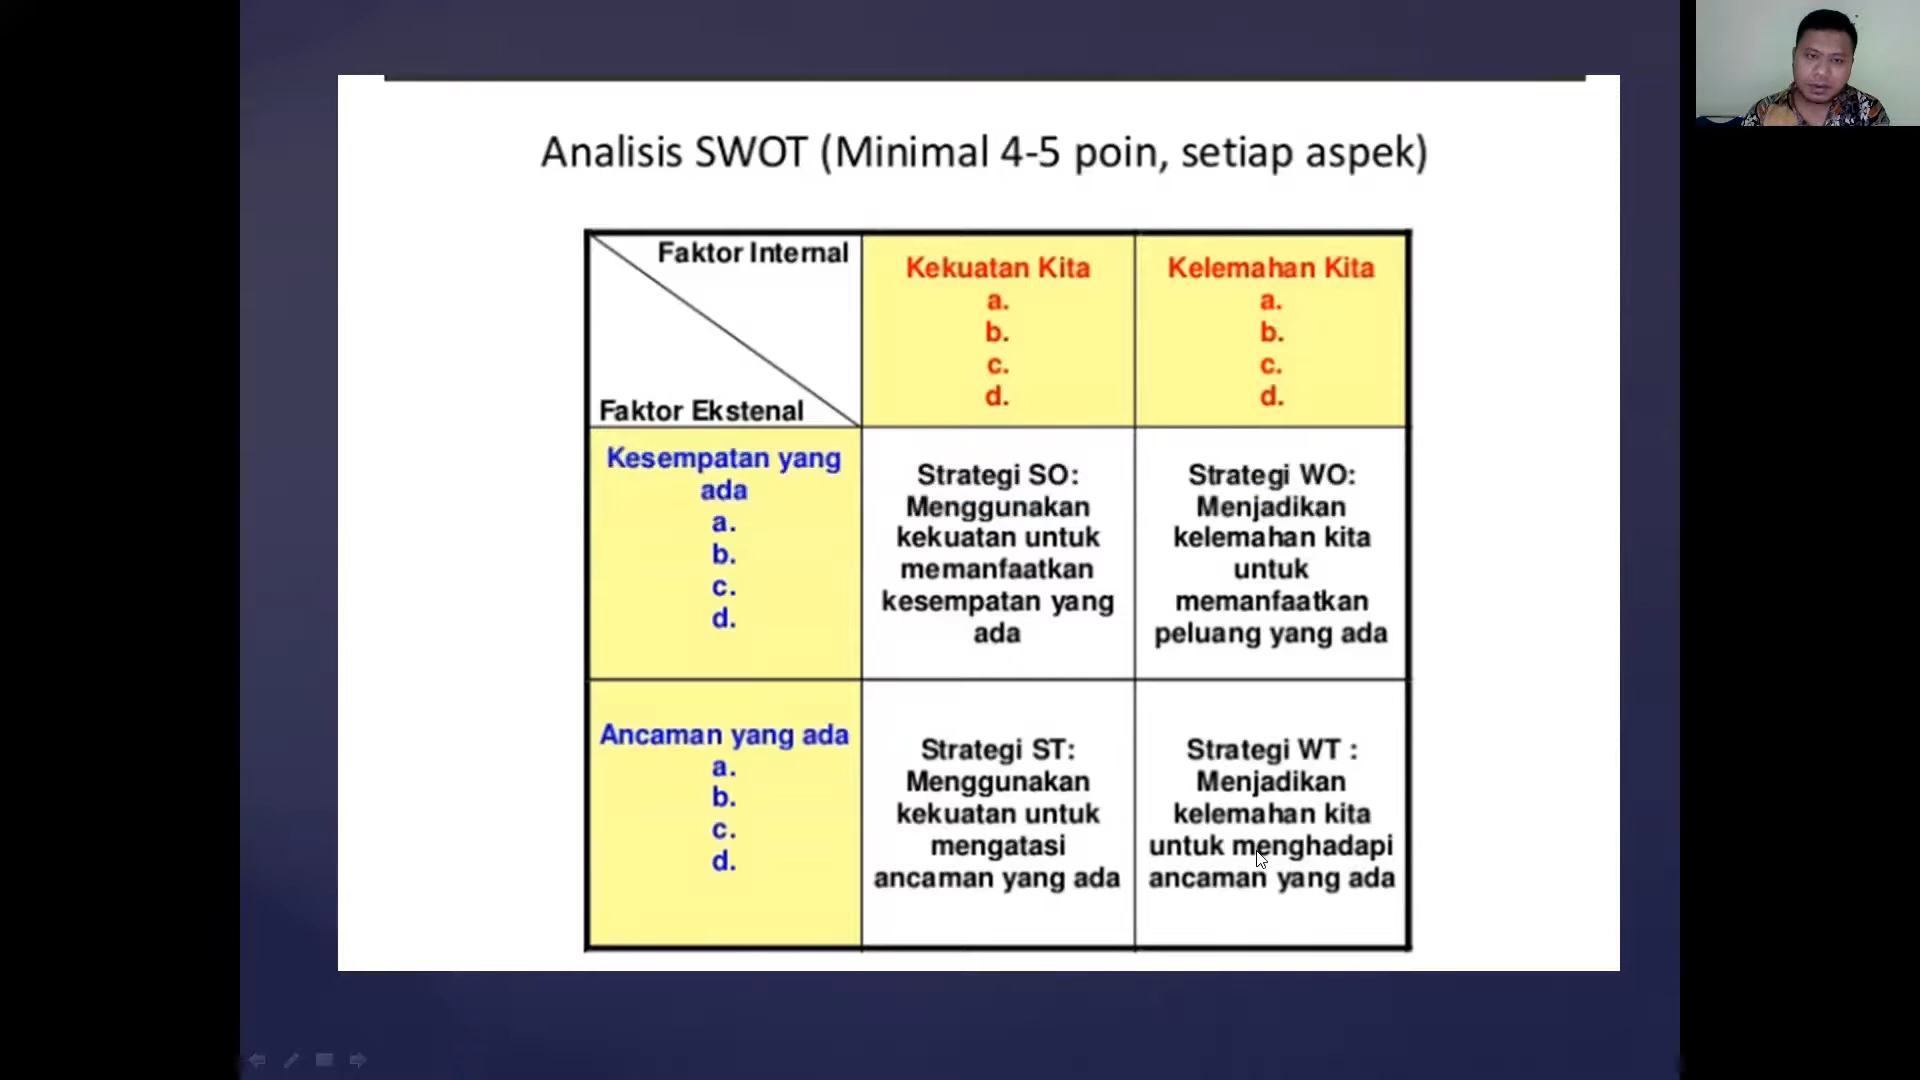 Analisis SWOT (Minimal 4-5 poin, setiap aspek)
Faktor Internal
Faktor Ekstenal
Kekuatan Kita
a.
b.
c.
d.
Kelemahan Kita
a.
b.
c.
d.
Kesempatan yang
ada
a.
b.
c.
d.
Strategi SO:
Menggunakan
kekuatan untuk
memanfaatkan
kesempatan yang
ada
Strategi WO:
Menjadikan
kelemahan kita
untuk
memanfaatkan
peluang yang ada
Ancaman yang ada
a.
b.
c.
d.
Strategi ST:
Menggunakan
kekuatan untuk
mengatasi
ancaman yang ada
Strategi WT :
Menjadikan
kelemahan kita
untuk menghadapi
ancaman yang ada